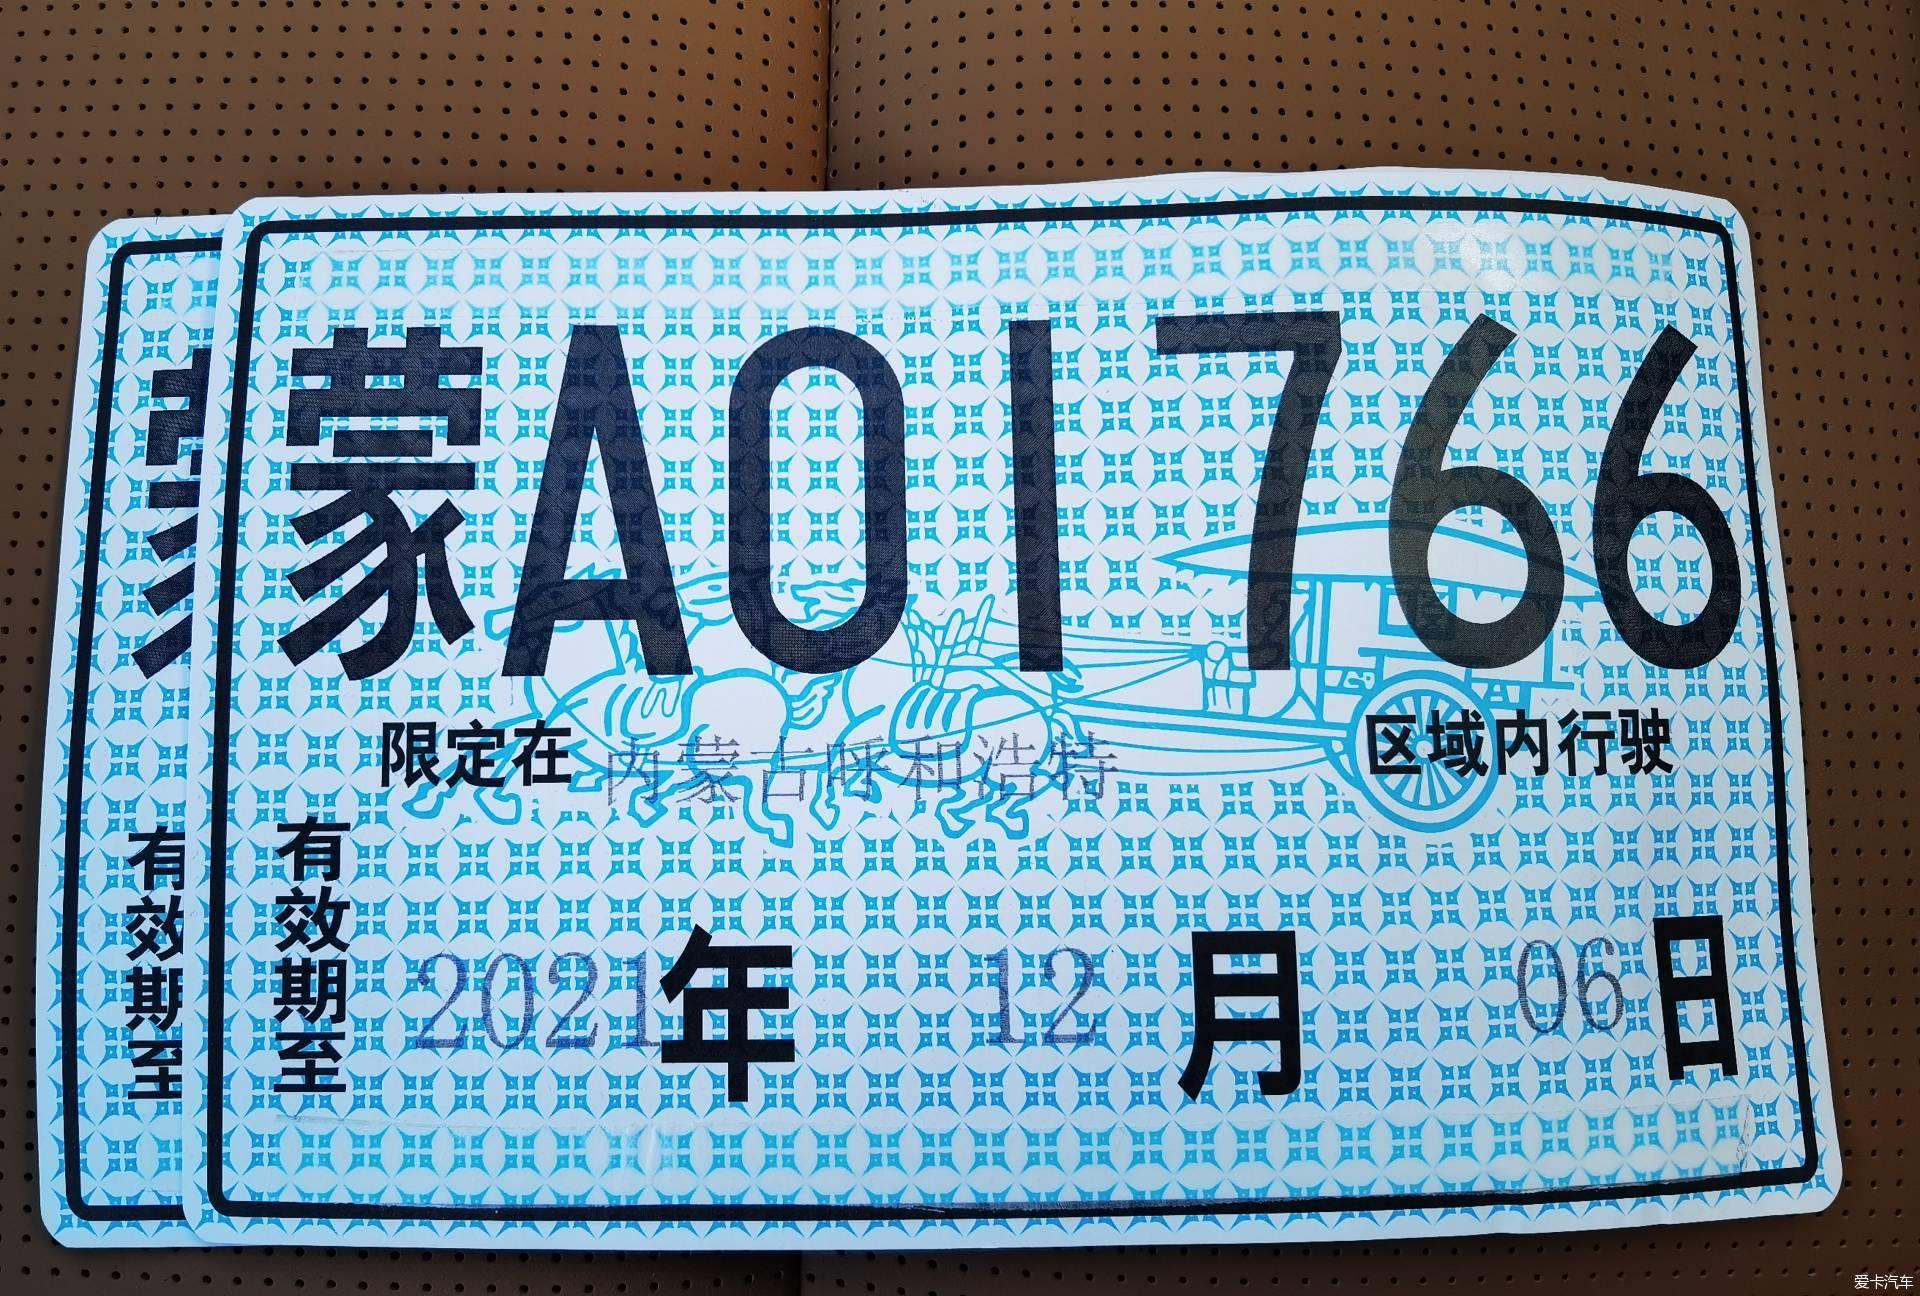 蒙A01766
限定在 内蒙古呼和浩特 区域内行驶
有效期至 2021年 12月 06日
蒙
有效期至
爱卡汽车